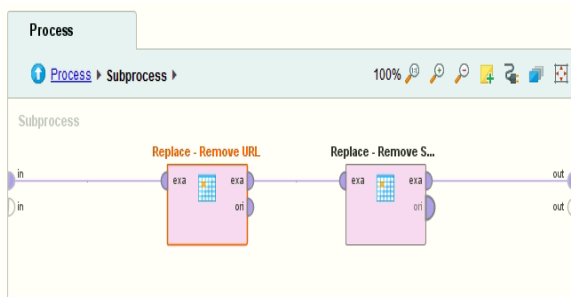 Process
Process ▸ Subprocess ▸
100%
Subprocess
Replace - Remove URL
Replace - Remove S...
in
exa
exa
exa
exa
out
in
ori
ori
out